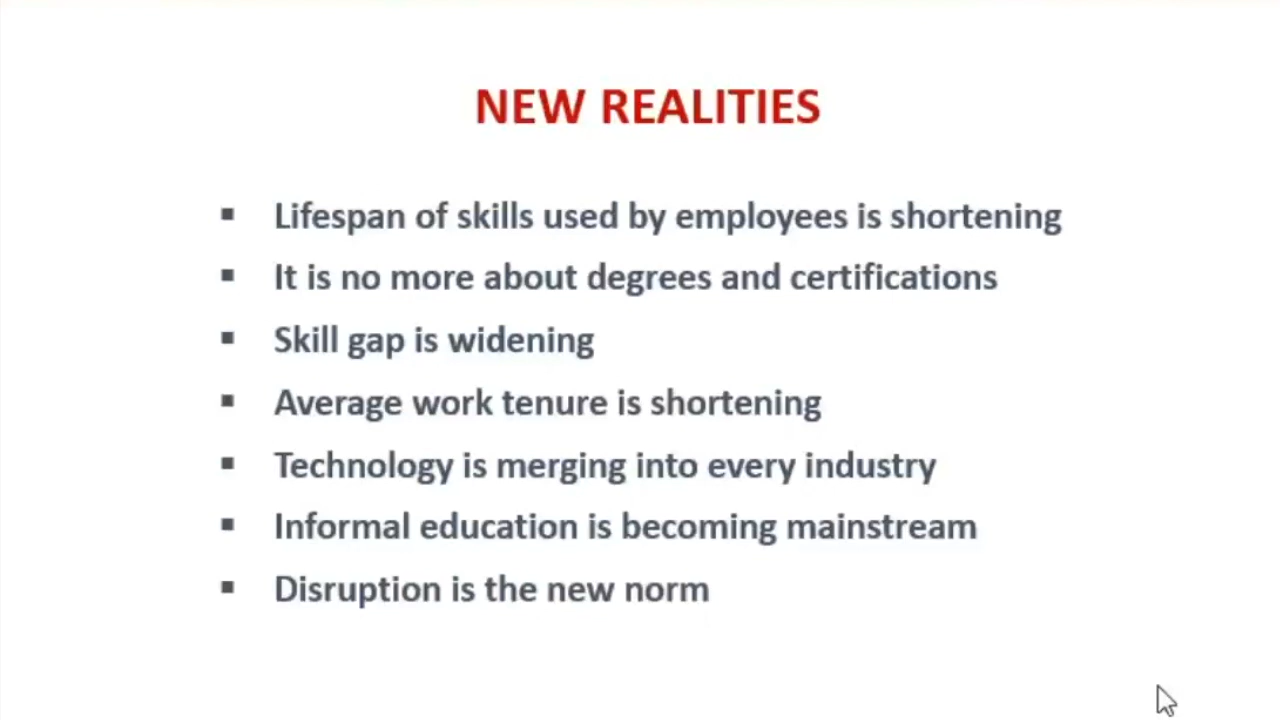 NEW REALITIES
▪ Lifespan of skills used by employees is shortening
▪ It is no more about degrees and certifications
▪ Skill gap is widening
▪ Average work tenure is shortening
▪ Technology is merging into every industry
▪ Informal education is becoming mainstream
▪ Disruption is the new norm